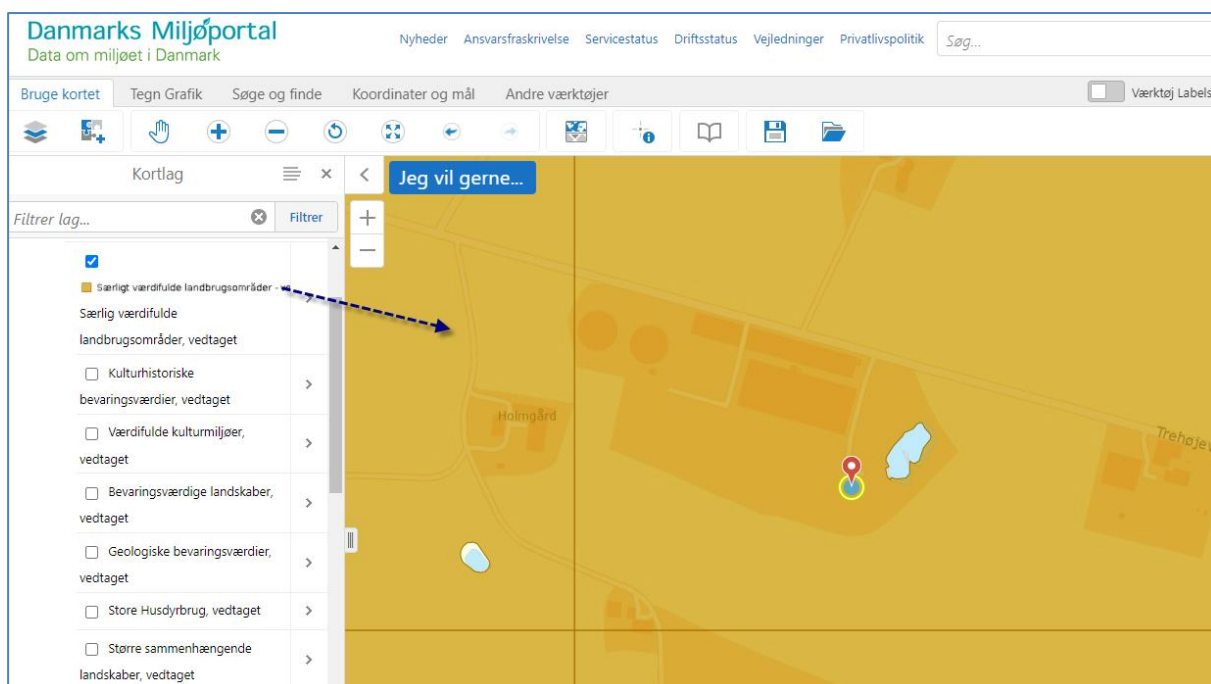 Danmarks Miljøportal
Data om miljøet i Danmark
Nyheder Ansvarsfraskrivelse Servicestatus Driftsstatus Vejledninger Privatlivspolitik Søg...
Bruge kortet Tegn Grafik Søge og finde Koordinater og mål Andre værktøjer Værktøj Labels
Kortlag
Jeg vil gerne...
Filtrer lag... Filtrer
Særligt værdifulde landbrugsområder -
Særlig værdifulde
landbrugsområder, vedtaget
Kulturhistoriske
bevaringsværdier, vedtaget
Værdifulde kulturmiljøer,
vedtaget
Bevaringsværdige landskaber,
vedtaget
Geologiske bevaringsværdier,
vedtaget
Store Husdyrbrug, vedtaget
Større sammenhængende
landskaber, vedtaget
Holmgård
Trehøjev